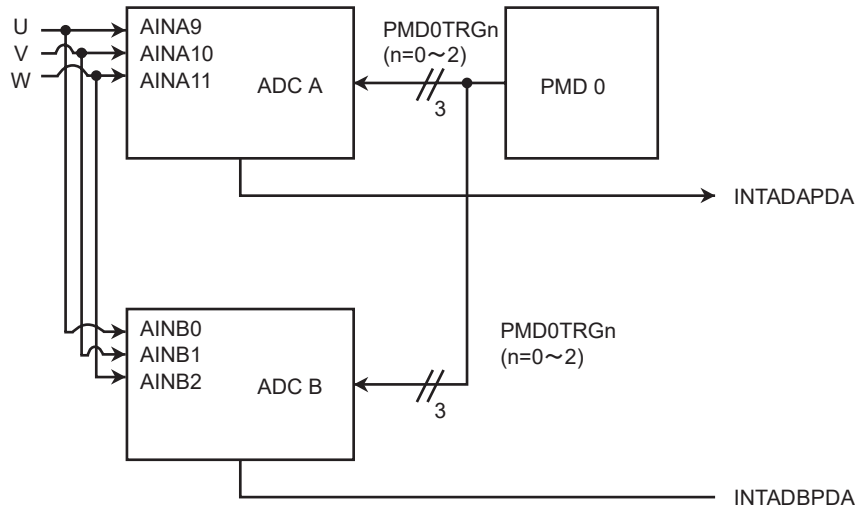 U
V
W
AINA9
AINA10
AINA11
ADC A
PMD0TRGn
(n=0～2)
3
PMD 0
INTADAPDA
AINB0
AINB1
AINB2
ADC B
PMD0TRGn
(n=0～2)
3
INTADBPDA